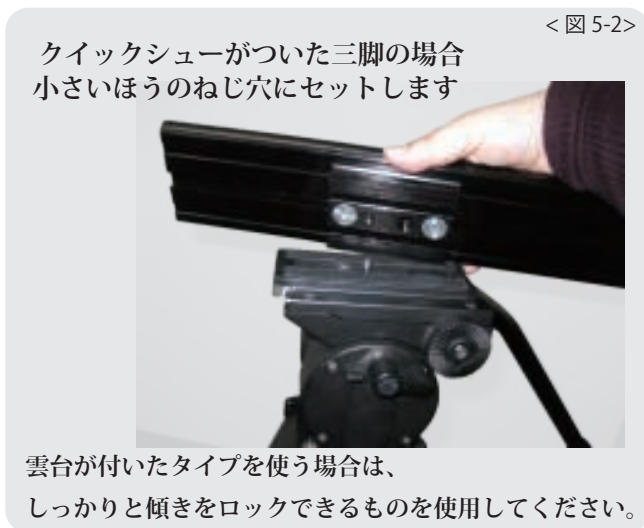 <図 5-2>
クイックシューがついた三脚の場合
小さいほうのねじ穴にセットします
雲台が付いたタイプを使う場合は、
しっかりと傾きをロックできるものを使用してください。